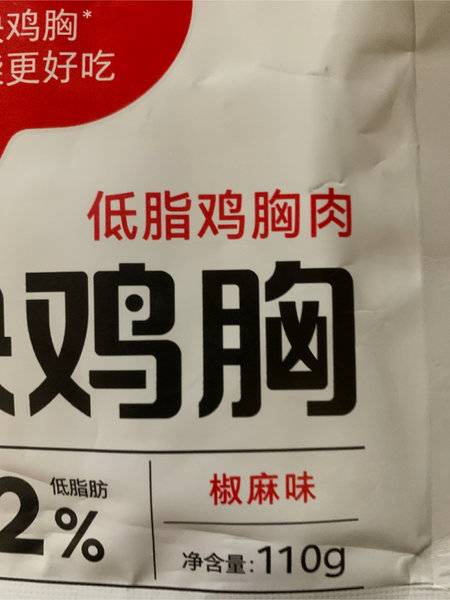 鸡胸*
更好吃
低脂鸡胸肉
鸡胸
低脂肪
2%
椒麻味
净含量:110g